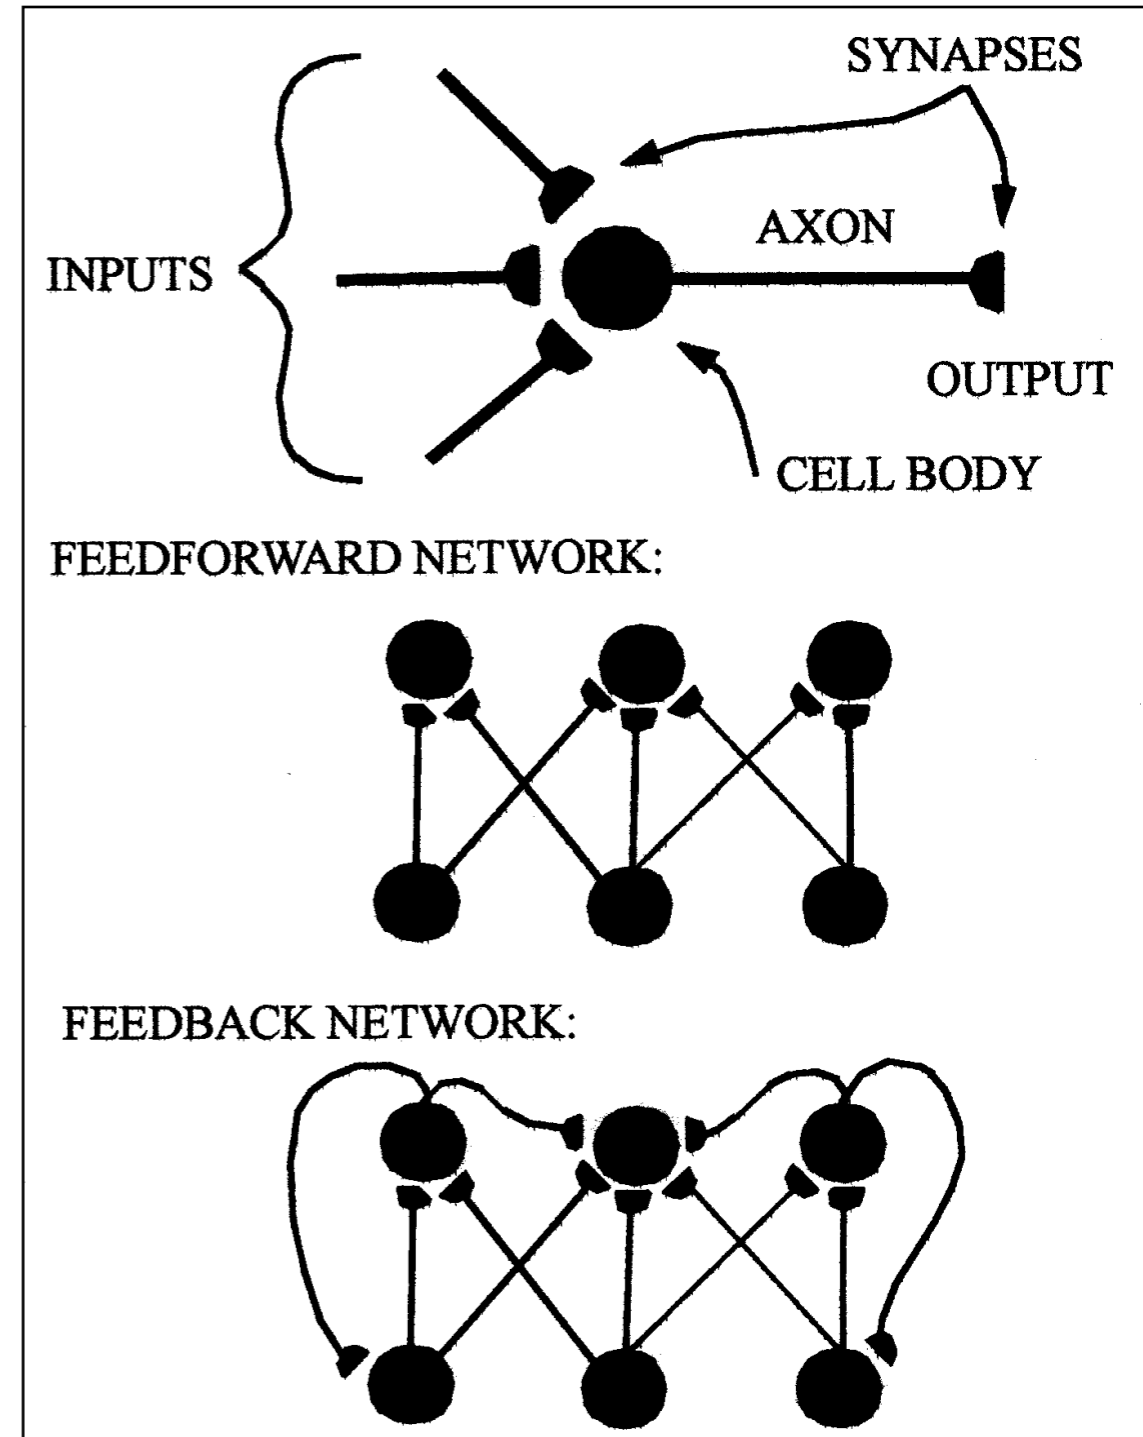 SYNAPSES
AXON
INPUTS
OUTPUT
CELL BODY
FEEDFORWARD NETWORK:
FEEDBACK NETWORK: